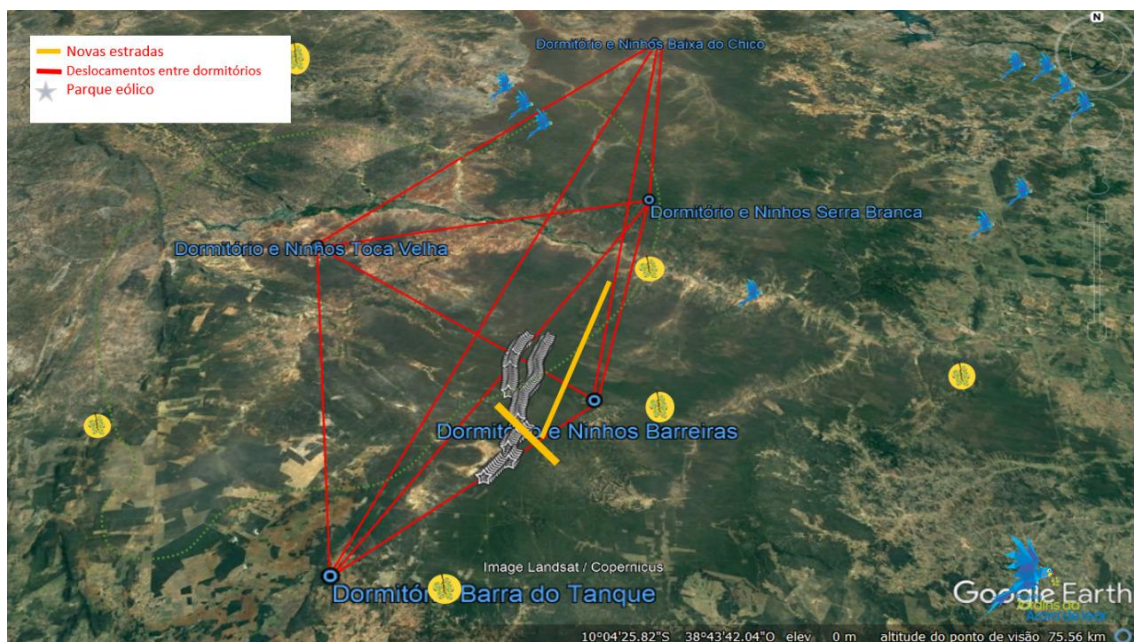 Novas estradas
Deslocamentos entre dormitórios
Parque eólico
N
Dormitório e Ninhos Baixa do Chico
Dormitório e Ninhos Serra Branca
Dormitório e Ninhos Toca Velha
Dormitório e Ninhos Barreiras
Image Landsat / Copernicus
Dormitório Barra do Tanque
Google Earth
10°04'25.82"S 38°43'42.04"O elev 0 m altitude do ponto de visão 75.56 km